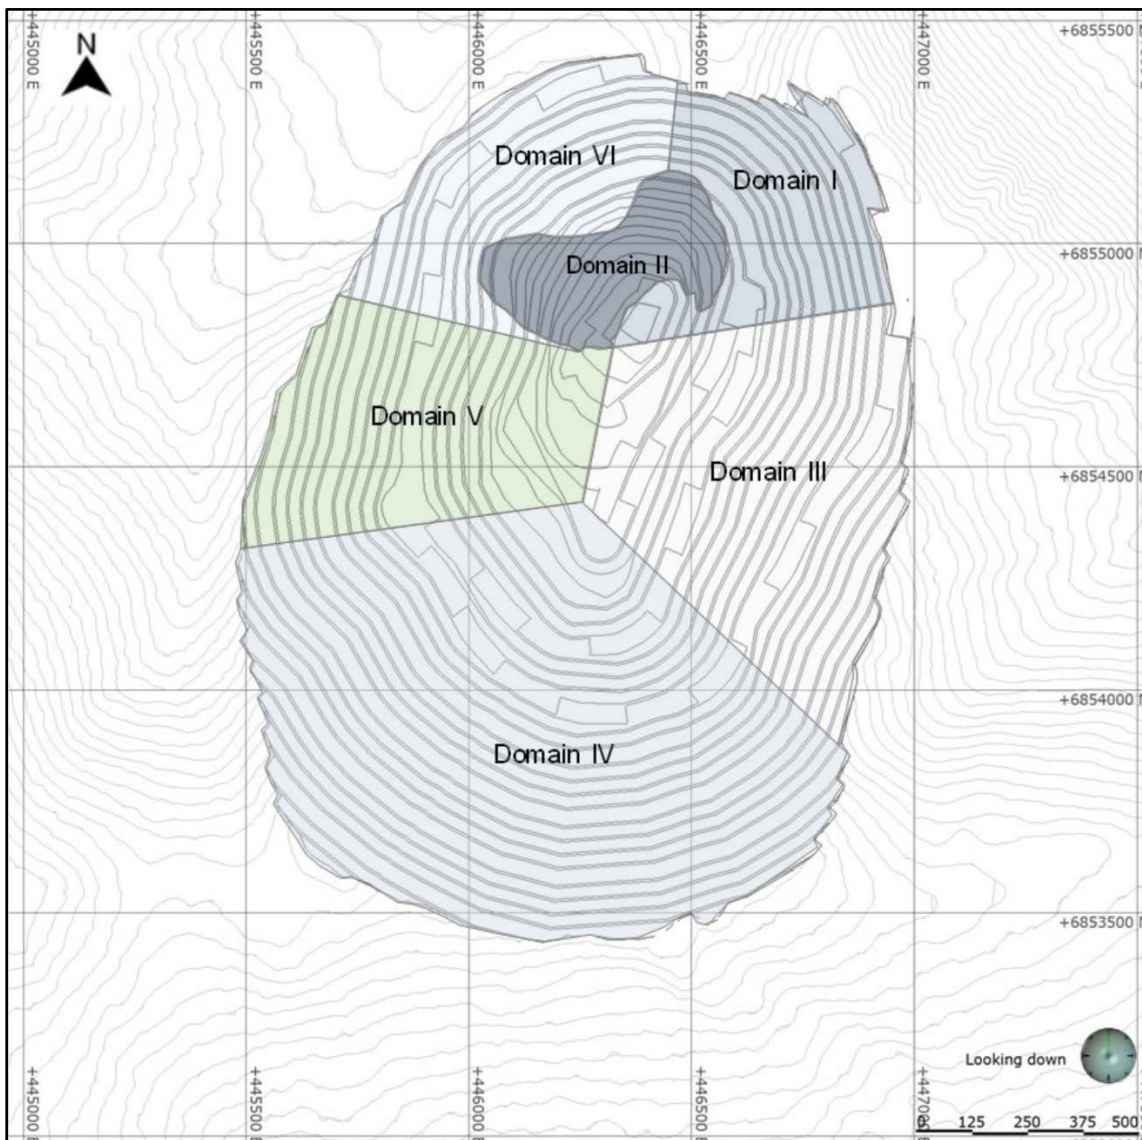 +445000 E
+445500 E
+446000 E
+446500 E
+447000 E
+6855500
N
Domain VI
Domain I
+6855000
Domain II
Domain V
+6854500
Domain III
+6854000
Domain IV
+6853500
Looking down
+445000 E
+445500 E
+446000 E
+446500 E
0 125 250 375 500